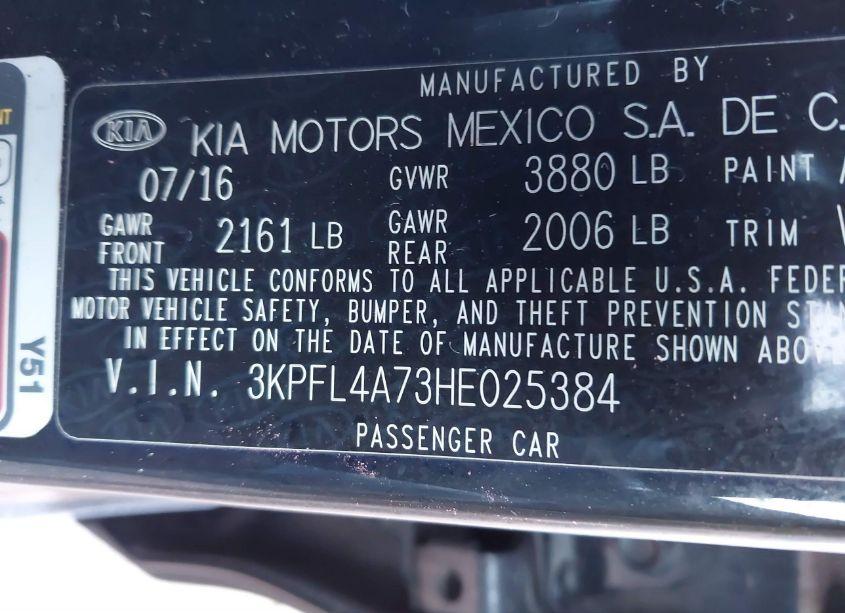 MANUFACTURED BY
KIA KIA MOTORS MEXICO S.A. DE C.
07/16 GVWR 3880 LB PAINT
GAWR FRONT 2161 LB GAWR REAR 2006 LB TRIM
THIS VEHICLE CONFORMS TO ALL APPLICABLE U.S.A. FEDER
MOTOR VEHICLE SAFETY, BUMPER, AND THEFT PREVENTION STAN
IN EFFECT ON THE DATE OF MANUFACTURE SHOWN ABOV
V.I.N. 3KPFL4A73HE025384
PASSENGER CAR
Y51